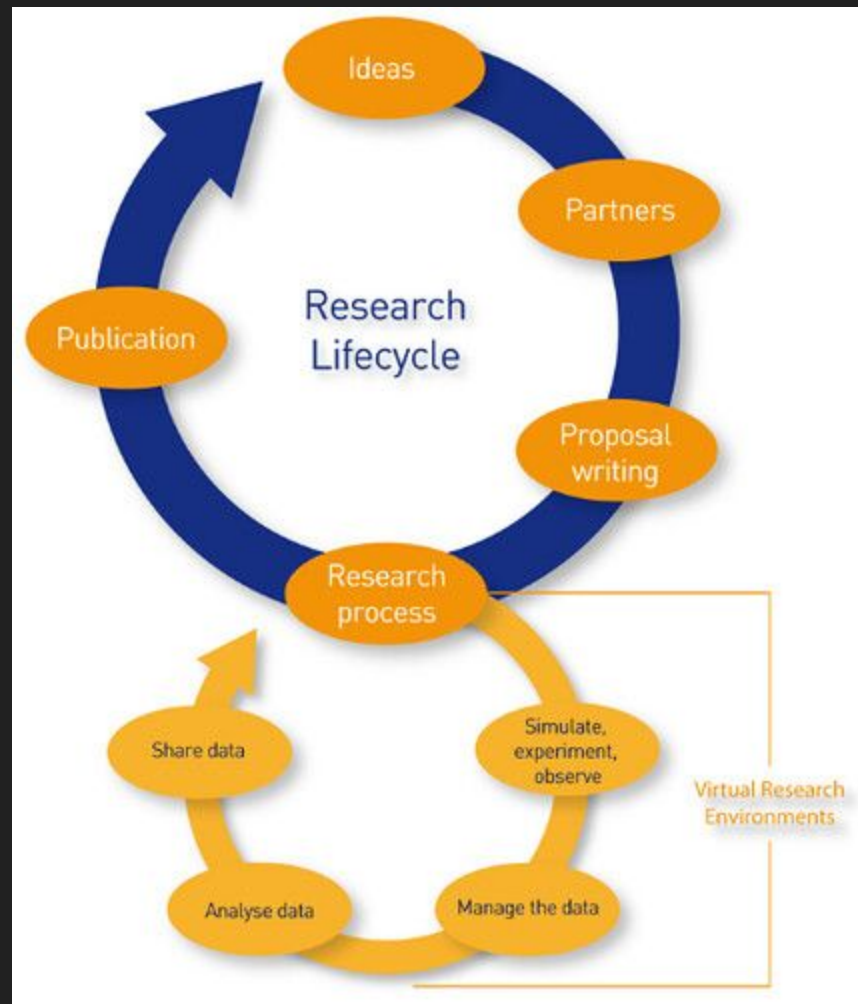 Ideas
Partners
Research
Lifecycle
Publication
Proposal
writing
Research
process
Simulate,
experiment,
observe
Share data
Virtual Research
Environments
Manage the data
Analyse data